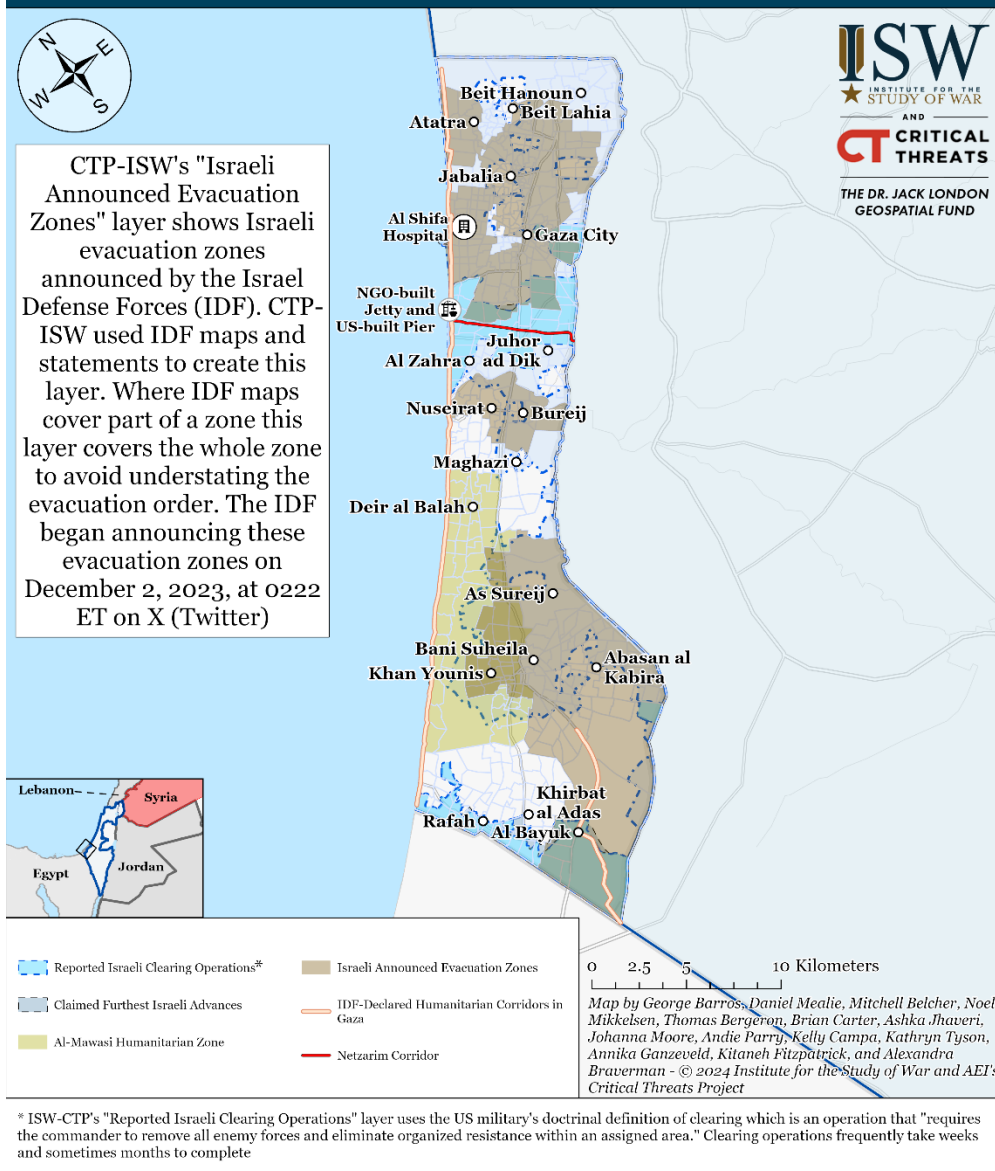 N
E
W
S
ISW
INSTITUTE FOR THE
STUDY OF WAR
AND
CT CRITICAL
THREATS
THE DR. JACK LONDON
GEOSPATIAL FUND
CTP-ISW's "Israeli
Announced Evacuation
Zones" layer shows Israeli
evacuation zones
announced by the Israel
Defense Forces (IDF). CTP-
ISW used IDF maps and
statements to create this
layer. Where IDF maps
cover part of a zone this
layer covers the whole zone
to avoid understating the
evacuation order. The IDF
began announcing these
evacuation zones on
December 2, 2023, at 0222
ET on X (Twitter)
Beit Hanoun
Beit Lahia
Atatra
Jabalia
Al Shifa
Hospital
Gaza City
NGO-built
Jetty and
US-built Pier
Juhor
ad Dik
Al Zahra
Nuseirat
Bureij
Maghazi
Deir al Balah
As Sureij
Bani Suheila
Khan Younis
Abasan al
Kabira
Khirbat
al Adas
Rafah
Al Bayuk
Lebanon
Syria
Jordan
Egypt
Reported Israeli Clearing Operations*
Claimed Furthest Israeli Advances
Al-Mawasi Humanitarian Zone
Israeli Announced Evacuation Zones
IDF-Declared Humanitarian Corridors in
Gaza
Netzarim Corridor
0 2.5 5 10 Kilometers
Map by George Barros, Daniel Mealie, Mitchell Belcher, Noel
Mikkelsen, Thomas Bergeron, Brian Carter, Ashka Jhaveri,
Johanna Moore, Andie Parry, Kelly Campa, Kathryn Tyson,
Annika Ganzeveld, Kitaneh Fitzpatrick, and Alexandra
Braverman - © 2024 Institute for the Study of War and AEI's
Critical Threats Project
* ISW-CTP's "Reported Israeli Clearing Operations" layer uses the US military's doctrinal definition of clearing which is an operation that "requires
the commander to remove all enemy forces and eliminate organized resistance within an assigned area." Clearing operations frequently take weeks
and sometimes months to complete